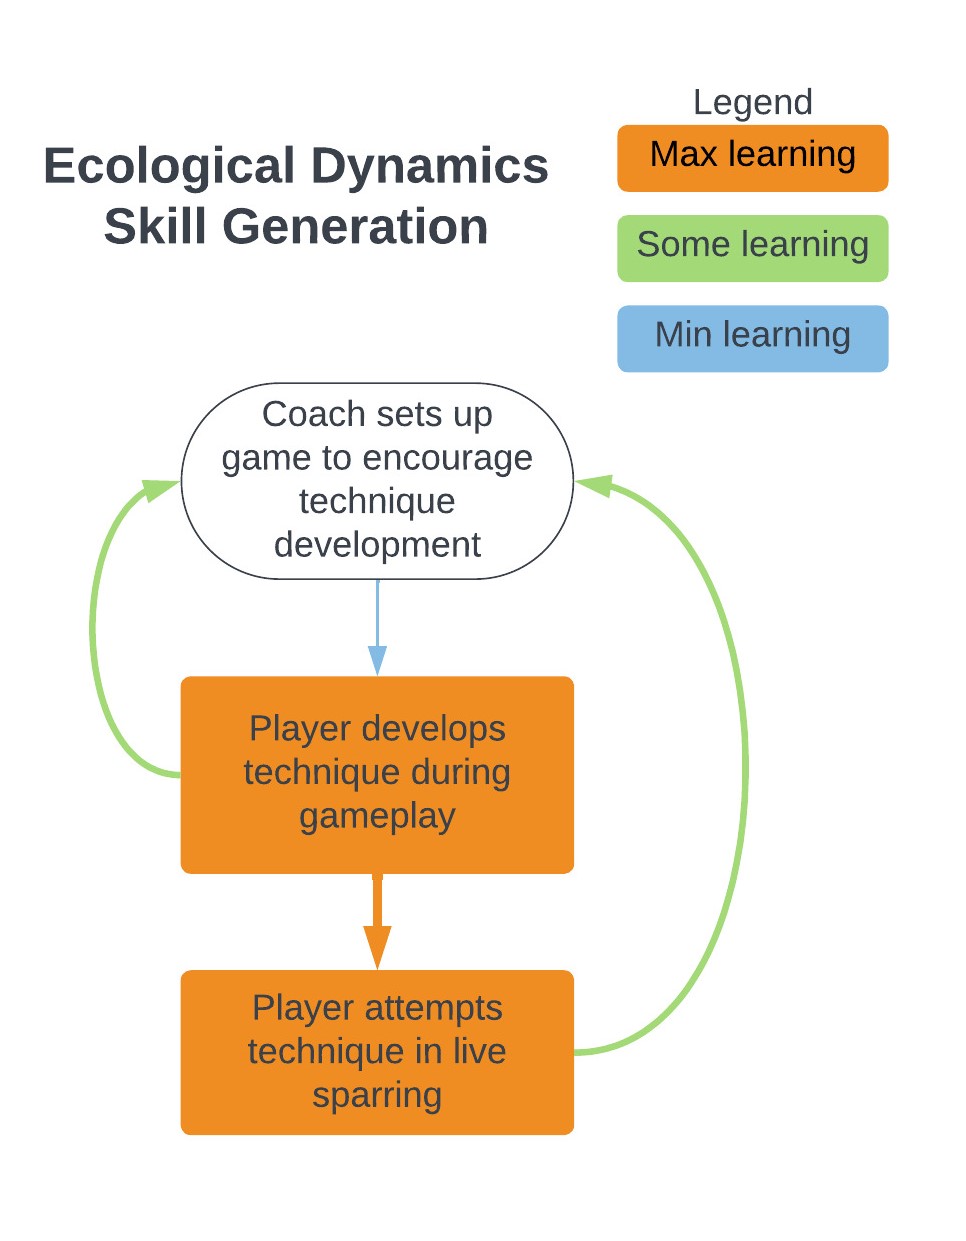 Ecological Dynamics
Skill Generation
Legend
Max learning
Some learning
Min learning
Coach sets up
game to encourage
technique
development
Player develops
technique during
gameplay
Player attempts
technique in live
sparring